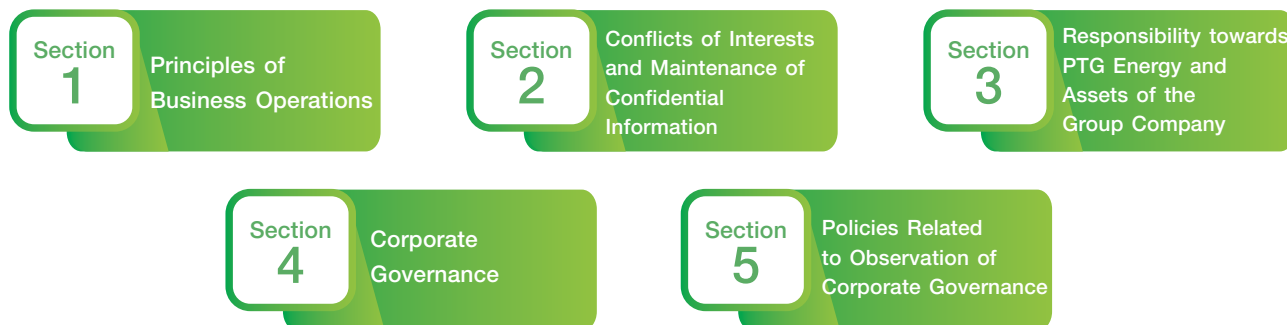 Section
1
Principles of
Business Operations
Section
2
Conflicts of Interests
and Maintenance of
Confidential
Information
Section
3
Responsibility towards
PTG Energy and
Assets of the
Group Company
Section
4
Corporate
Governance
Section
5
Policies Related
to Observation of
Corporate Governance